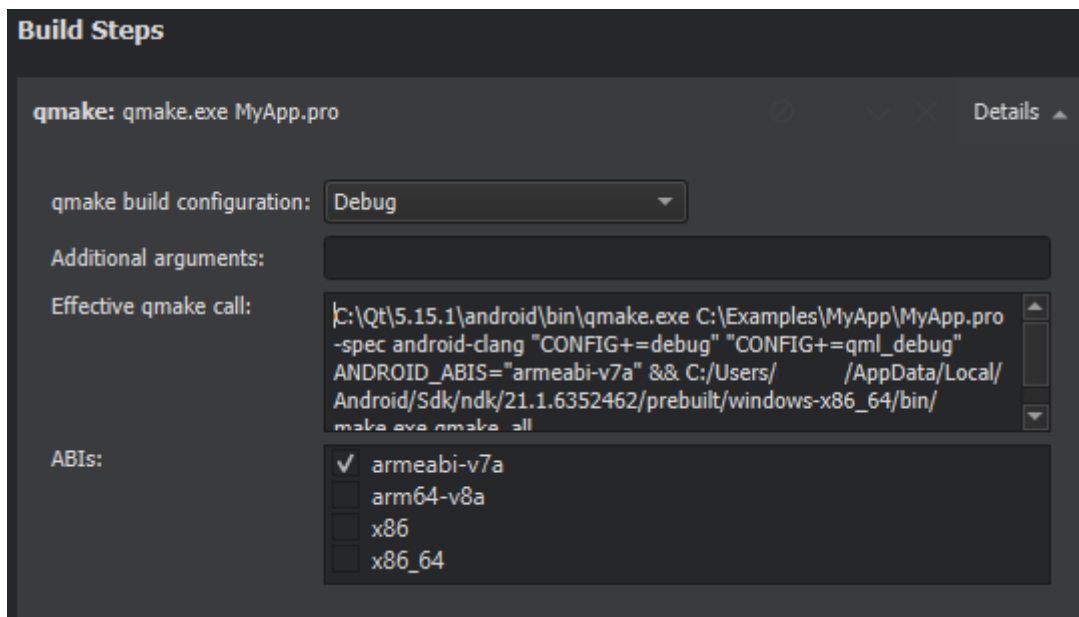 Build Steps
qmake: qmake.exe MyApp.pro Details
qmake build configuration: Debug
Additional arguments:
Effective qmake call: C:\Qt\5.15.1\android\bin\qmake.exe C:\Examples\MyApp\MyApp.pro
-spec android-clang "CONFIG+=debug" "CONFIG+=qml_debug"
ANDROID_ABIS="armeabi-v7a" && C:/Users/ /AppData/Local/
Android/Sdk/ndk/21.1.6352462/prebuilt/windows-x86_64/bin/
make.exe qmake_all
ABIs: armeabi-v7a
arm64-v8a
x86
x86_64